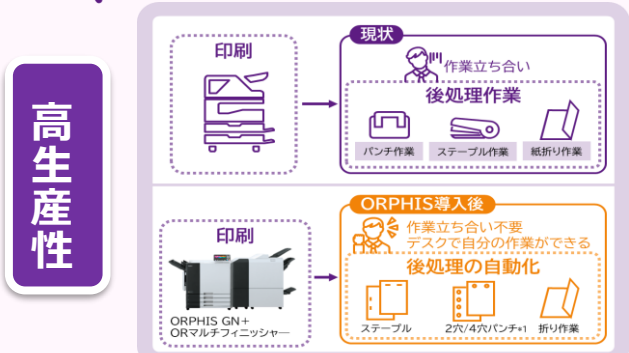 高生産性
印刷
現状
作業立ち合い
後処理作業
パンチ作業
ステープル作業
紙折り作業
印刷
ORPHIS GN+
ORマルチフィニッシャー
ORPHIS導入後
作業立ち合い不要
デスクで自分の作業ができる
後処理の自動化
ステープル
2穴/4穴パンチ*1
折り作業